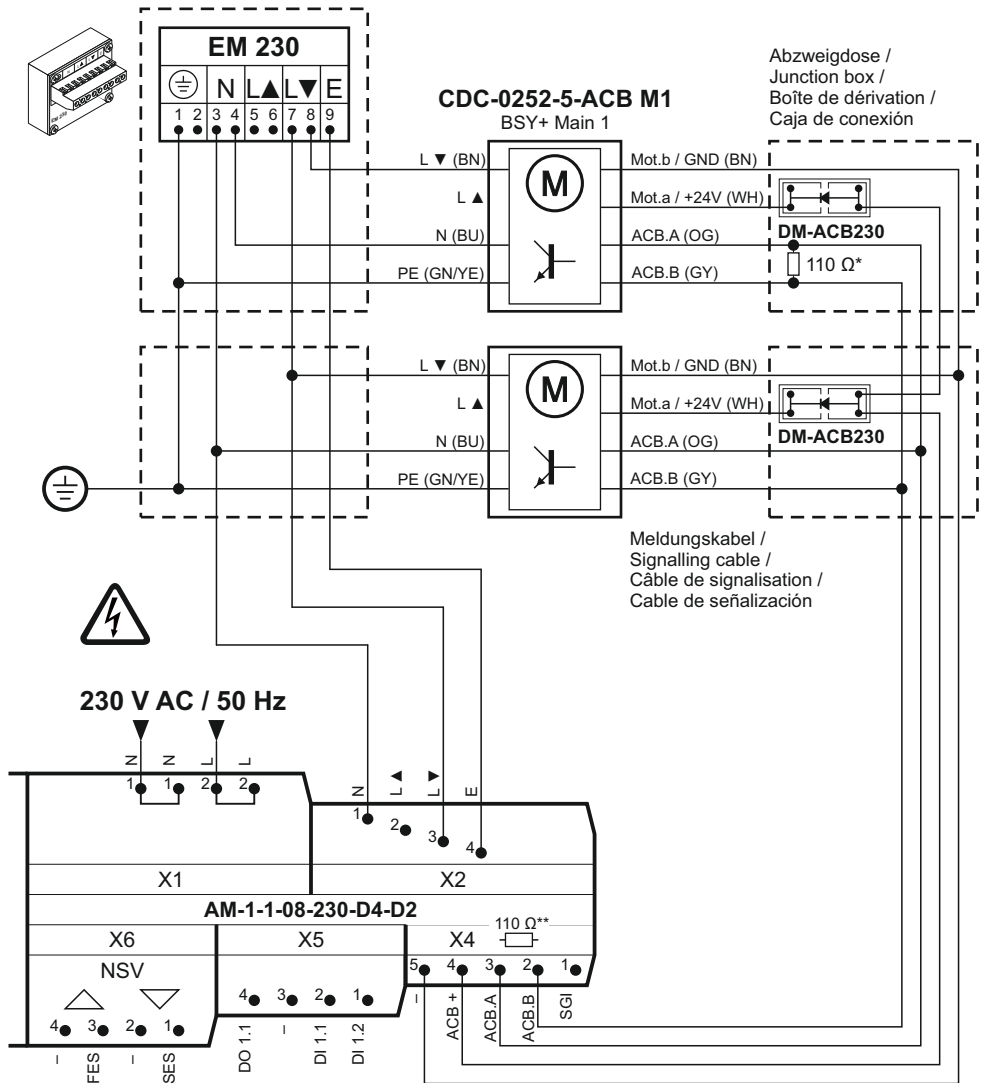 EM 230
N L▲ L▼ E
1 2 3 4 5 6 7 8 9
EM 230
CDC-0252-5-ACB M1
BSY+ Main 1
Abzweigdose /
Junction box /
Boîte de dérivation /
Caja de conexión
L ▼ (BN)
L ▲
N (BU)
PE (GN/YE)
M
Mot.b / GND (BN)
Mot.a / +24V (WH)
ACB.A (OG)
ACB.B (GY)
DM-ACB230
110 Ω*
L ▼ (BN)
L ▲
N (BU)
PE (GN/YE)
M
Mot.b / GND (BN)
Mot.a / +24V (WH)
ACB.A (OG)
ACB.B (GY)
DM-ACB230
Meldungskabel /
Signalling cable /
Câble de signalisation /
Cable de señalización
230 V AC / 50 Hz
N N L L
1 1 2 2
N L▲ L▼ E
1 2 3 4
X1
X2
AM-1-1-08-230-D4-D2
X6
X5
X4
110 Ω**
NSV
5 4 3 2 1
– ACB + ACB.A ACB.B SGI
4 3 2 1
DO 1.1 – DI 1.1 DI 1.2
4 3 2 1
– FES – SES